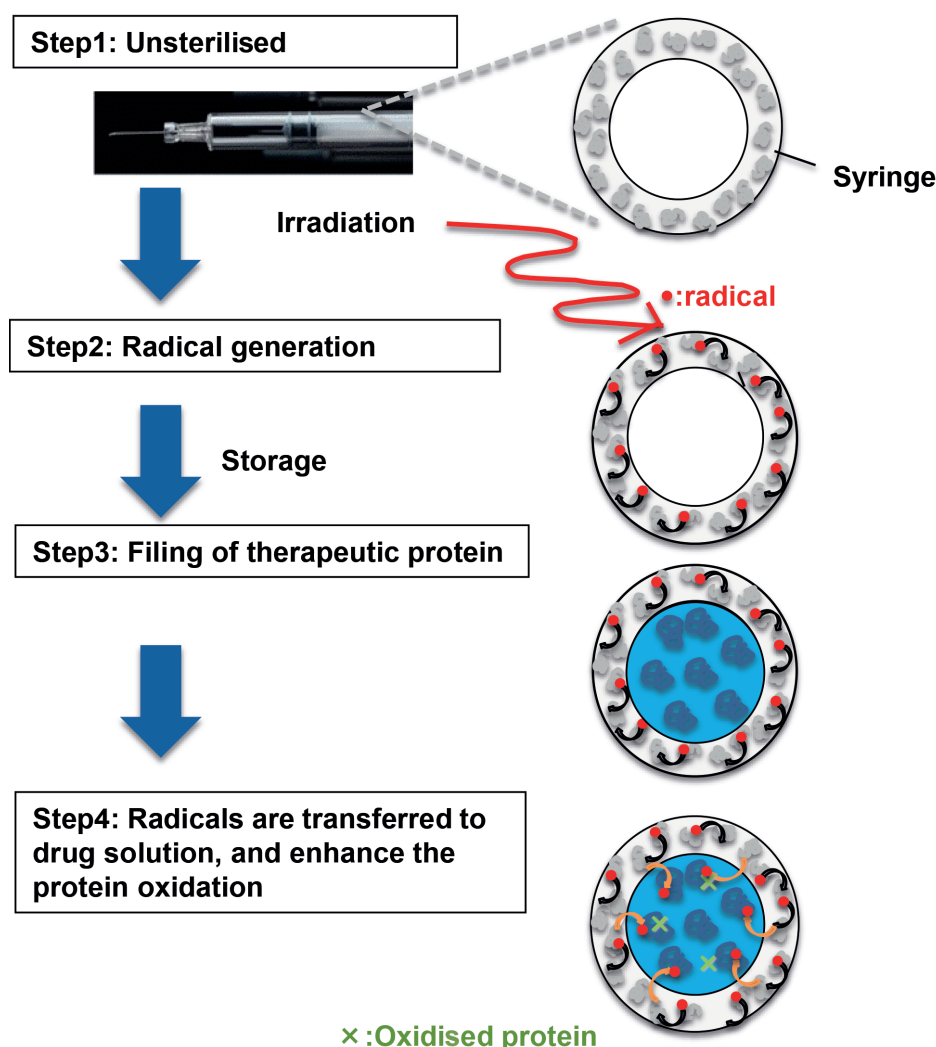 Step1: Unsterilised
Syringe
Irradiation
•:radical
Step2: Radical generation
Storage
Step3: Filing of therapeutic protein
Step4: Radicals are transferred to
drug solution, and enhance the
protein oxidation
×:Oxidised protein